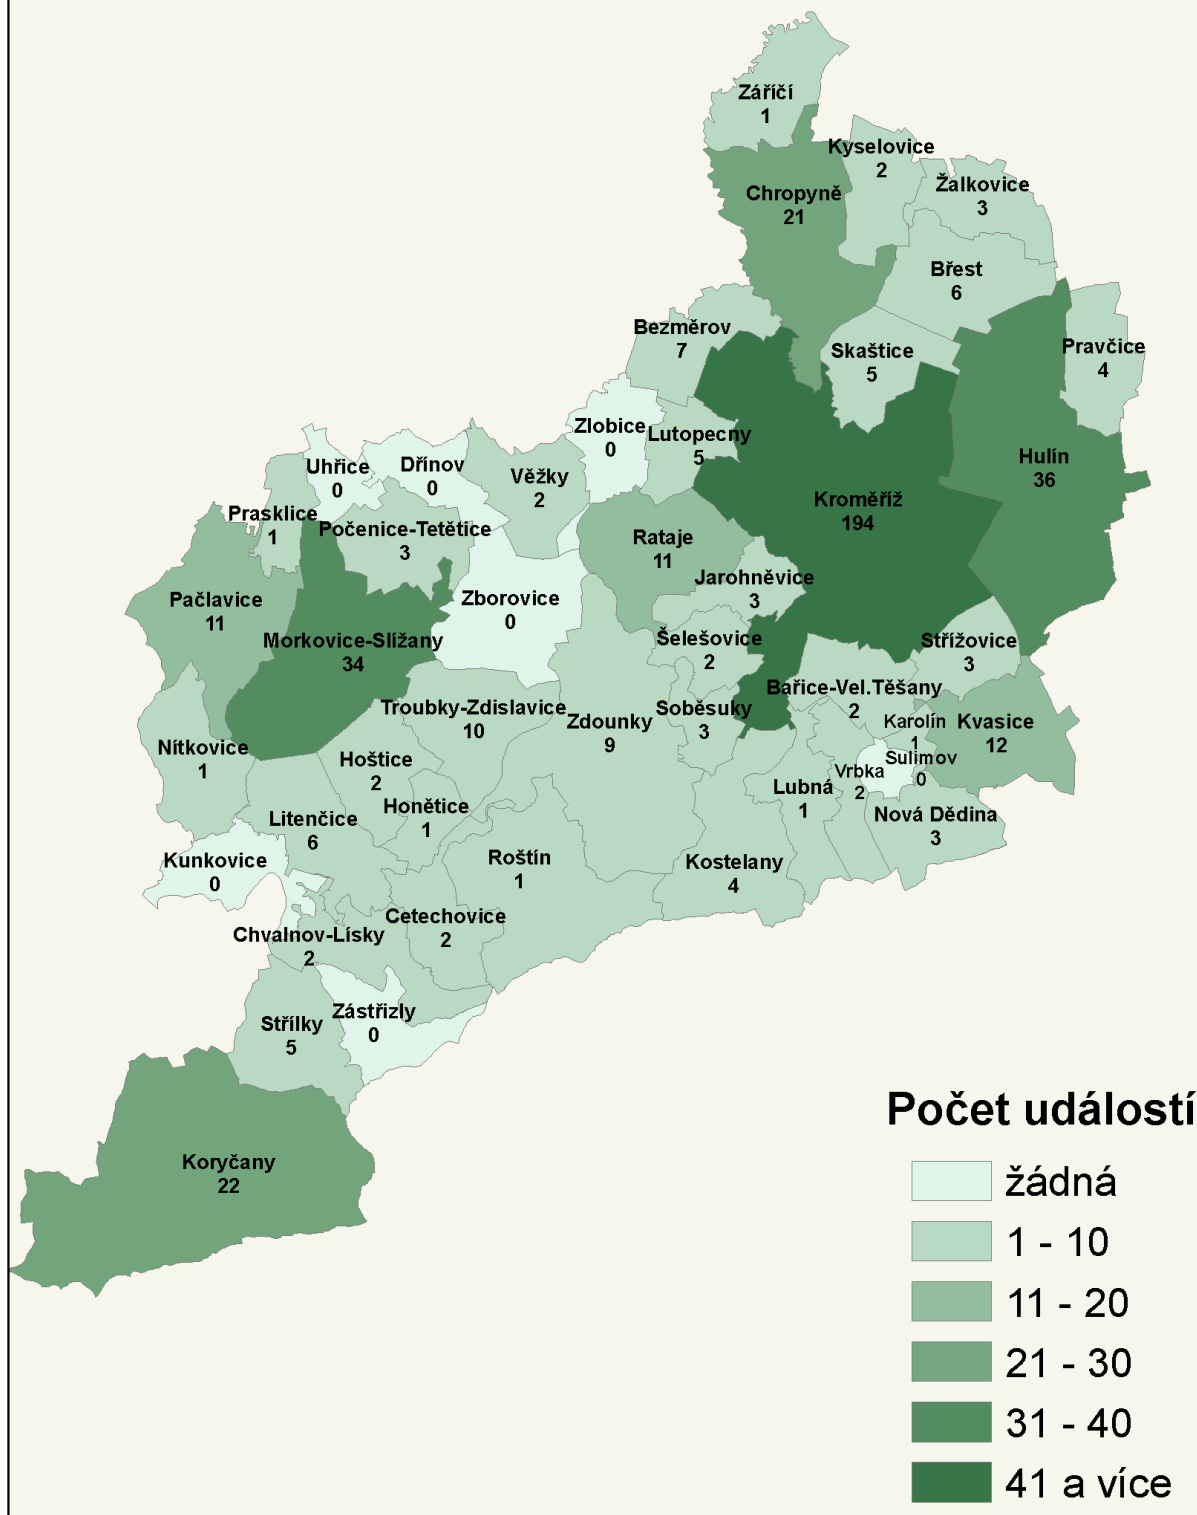 Záříčí
1
Kyselovice
2
Žalkovice
3
Chropyně
21
Břest
6
Bezměrov
7
Skaštice
5
Pravčice
4
Zlobice
0
Lutopecny
5
Hulín
36
Uhřice
0
Dřínov
0
Věžky
2
Kroměříž
194
Prasklice
1
Počenice-Tetětice
3
Rataje
11
Jarohněvice
3
Pačlavice
11
Zborovice
0
Morkovice-Slížany
34
Šelešovice
2
Střížovice
3
Bařice-Vel.Těšany
2
Troubky-Zdislavice
10
Zdounky
9
Soběsuky
3
Karolín
1
Kvasice
12
Nítkovice
1
Hoštice
2
Sulimov
0
Vrbka
2
Lubná
1
Honětice
1
Litenčice
6
Nová Dědina
3
Kunkovice
0
Roštín
1
Kostelany
4
Cetechovice
2
Chvalnov-Lísky
2
Zástřizly
0
Střílky
5
Koryčany
22
Počet událostí
žádná
1 - 10
11 - 20
21 - 30
31 - 40
41 a více